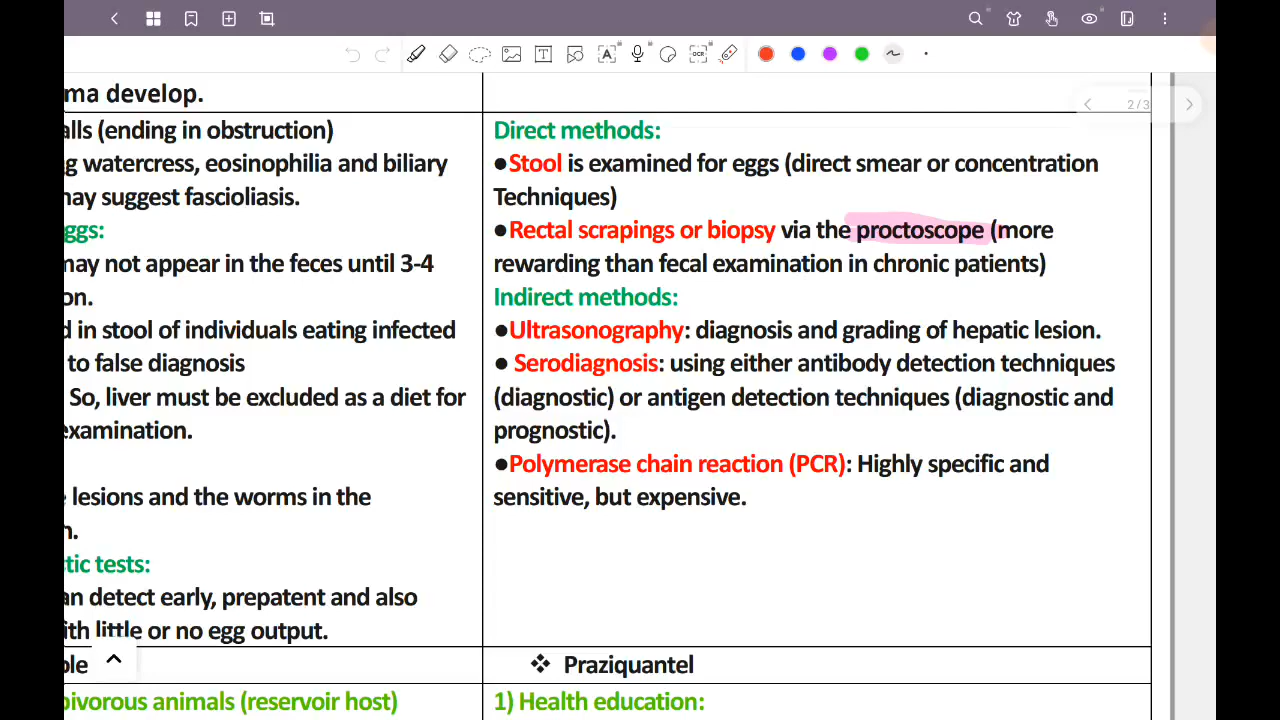 2/3
ma develop.
alls (ending in obstruction)
g watercress, eosinophilia and biliary
may suggest fascioliasis.
ggs:
may not appear in the feces until 3-4
on.
d in stool of individuals eating infected
to false diagnosis
So, liver must be excluded as a diet for
examination.
lesions and the worms in the
tic tests:
an detect early, prepatent and also
ith little or no egg output.
ble
bivorous animals (reservoir host)
Direct methods:
●Stool is examined for eggs (direct smear or concentration
Techniques)
●Rectal scrapings or biopsy via the proctoscope (more
rewarding than fecal examination in chronic patients)
Indirect methods:
●Ultrasonography: diagnosis and grading of hepatic lesion.
● Serodiagnosis: using either antibody detection techniques
(diagnostic) or antigen detection techniques (diagnostic and
prognostic).
●Polymerase chain reaction (PCR): Highly specific and
sensitive, but expensive.
❖ Praziquantel
1) Health education: